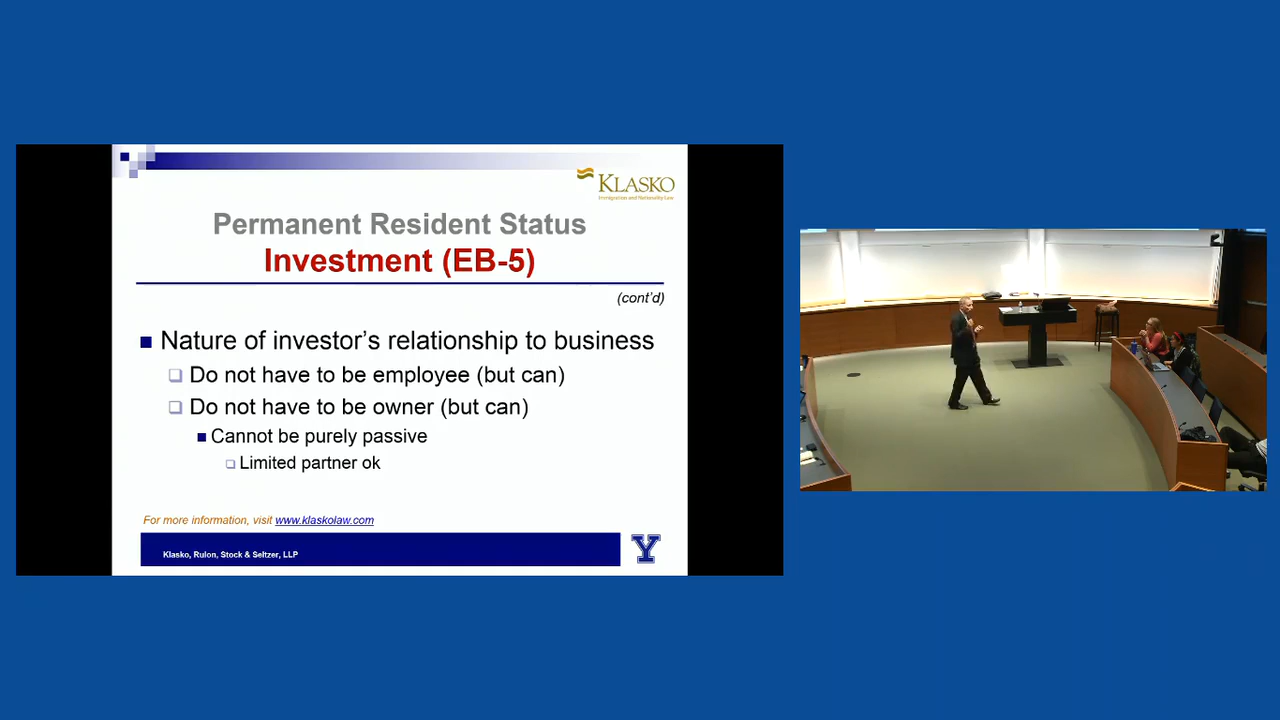 KLASKO
Immigration and Nationality Law
Permanent Resident Status
Investment (EB-5)
(cont'd)
Nature of investor's relationship to business
Do not have to be employee (but can)
Do not have to be owner (but can)
Cannot be purely passive
Limited partner ok
For more information, visit www.klaskolaw.com
Klasko, Rulon, Stock & Seltzer, LLP
Y